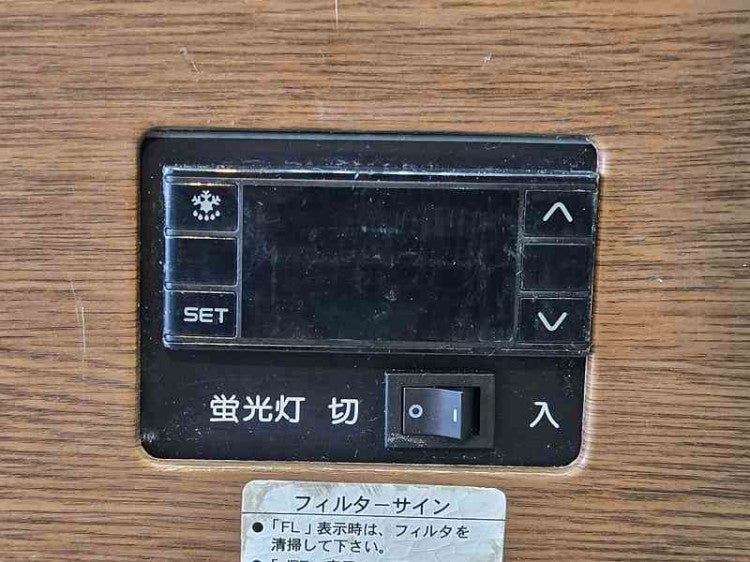 SET
蛍光灯 切 入
フィルターサイン
●「FL」表示時は、フィルタを
清掃して下さい。